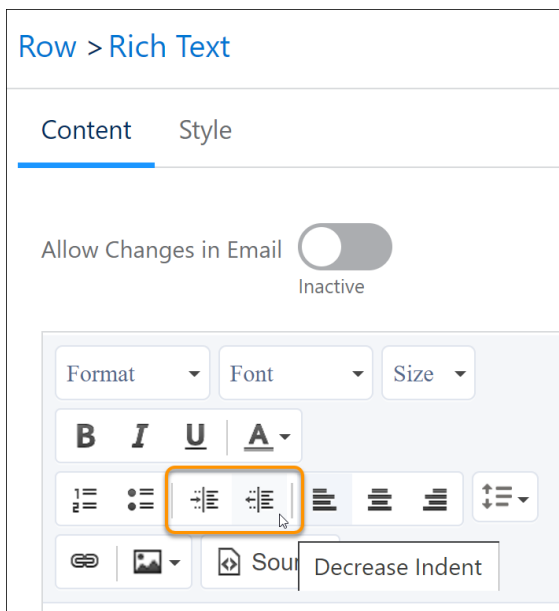 Row > Rich Text
Content Style
Allow Changes in Email
Inactive
Format Font Size
B I U A
Sour
Decrease Indent